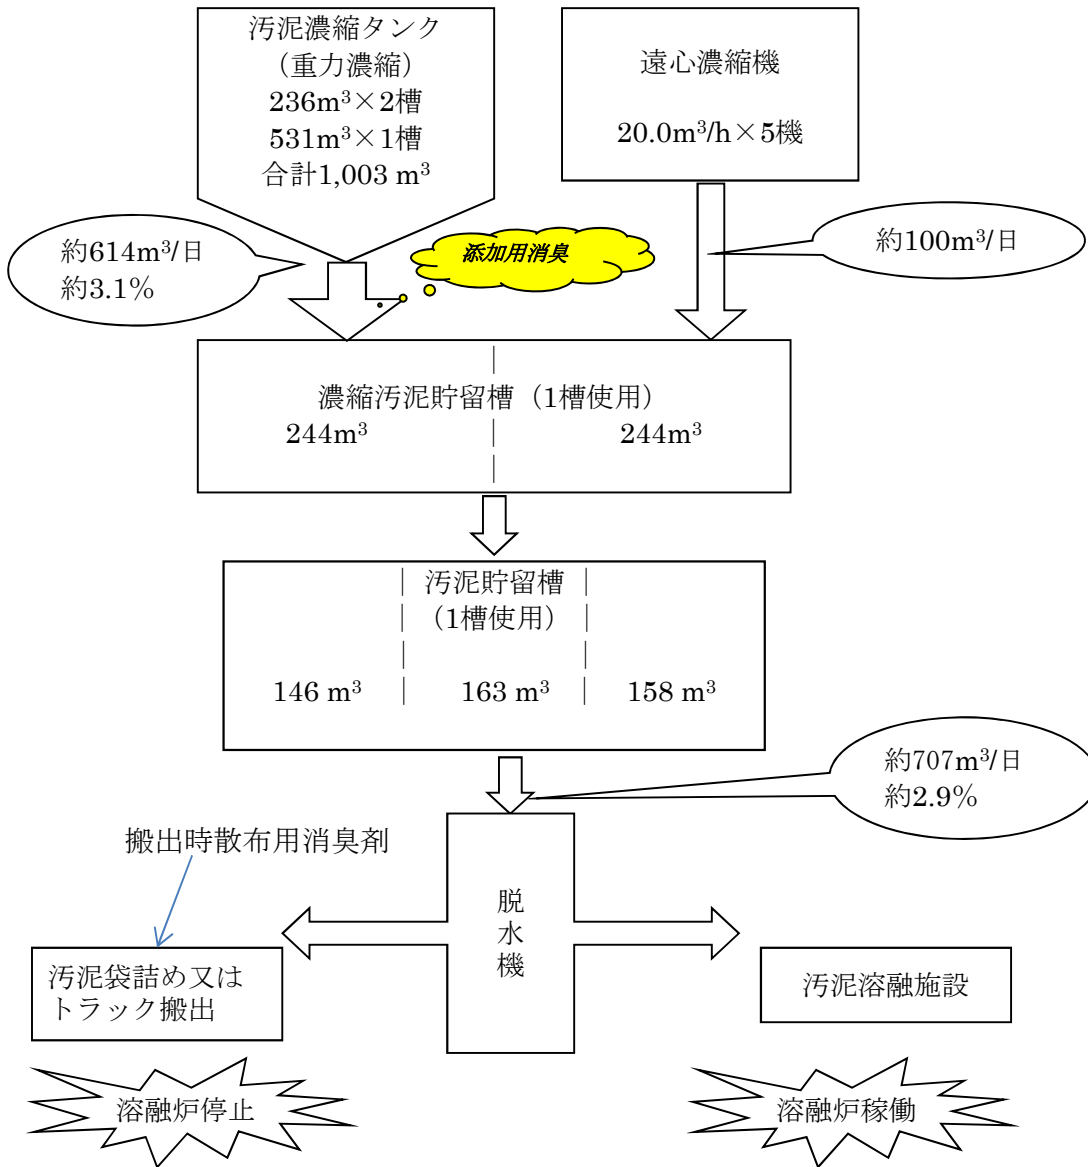 汚泥濃縮タンク
（重力濃縮）
236m³×2槽
531m³×1槽
合計1,003 m³
遠心濃縮機
20.0m³/h×5機
約614m³/日
約3.1%
添加用消臭
約100m³/日
濃縮汚泥貯留槽（1槽使用）
244m³
244m³
汚泥貯留槽
（1槽使用）
146 m³
163 m³
158 m³
約707m³/日
約2.9%
搬出時散布用消臭剤
脱水機
汚泥袋詰め又は
トラック搬出
汚泥溶融施設
溶融炉停止
溶融炉稼働